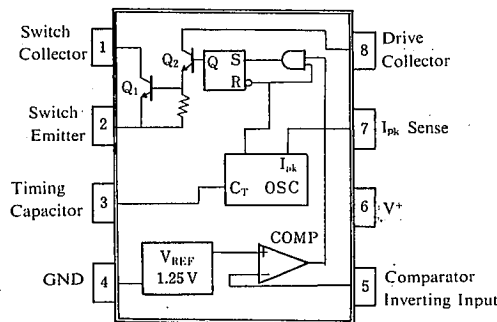 Switch
Collector
1
Q₁
Q₂
Q
S
R
8
Drive
Collector
Switch
Emitter
2
7
Ipk Sense
Timing
Capacitor
3
Ipk
CT
OSC
6
V⁺
COMP
GND
4
VREF
1.25 V
+
−
5
Comparator
Inverting Input